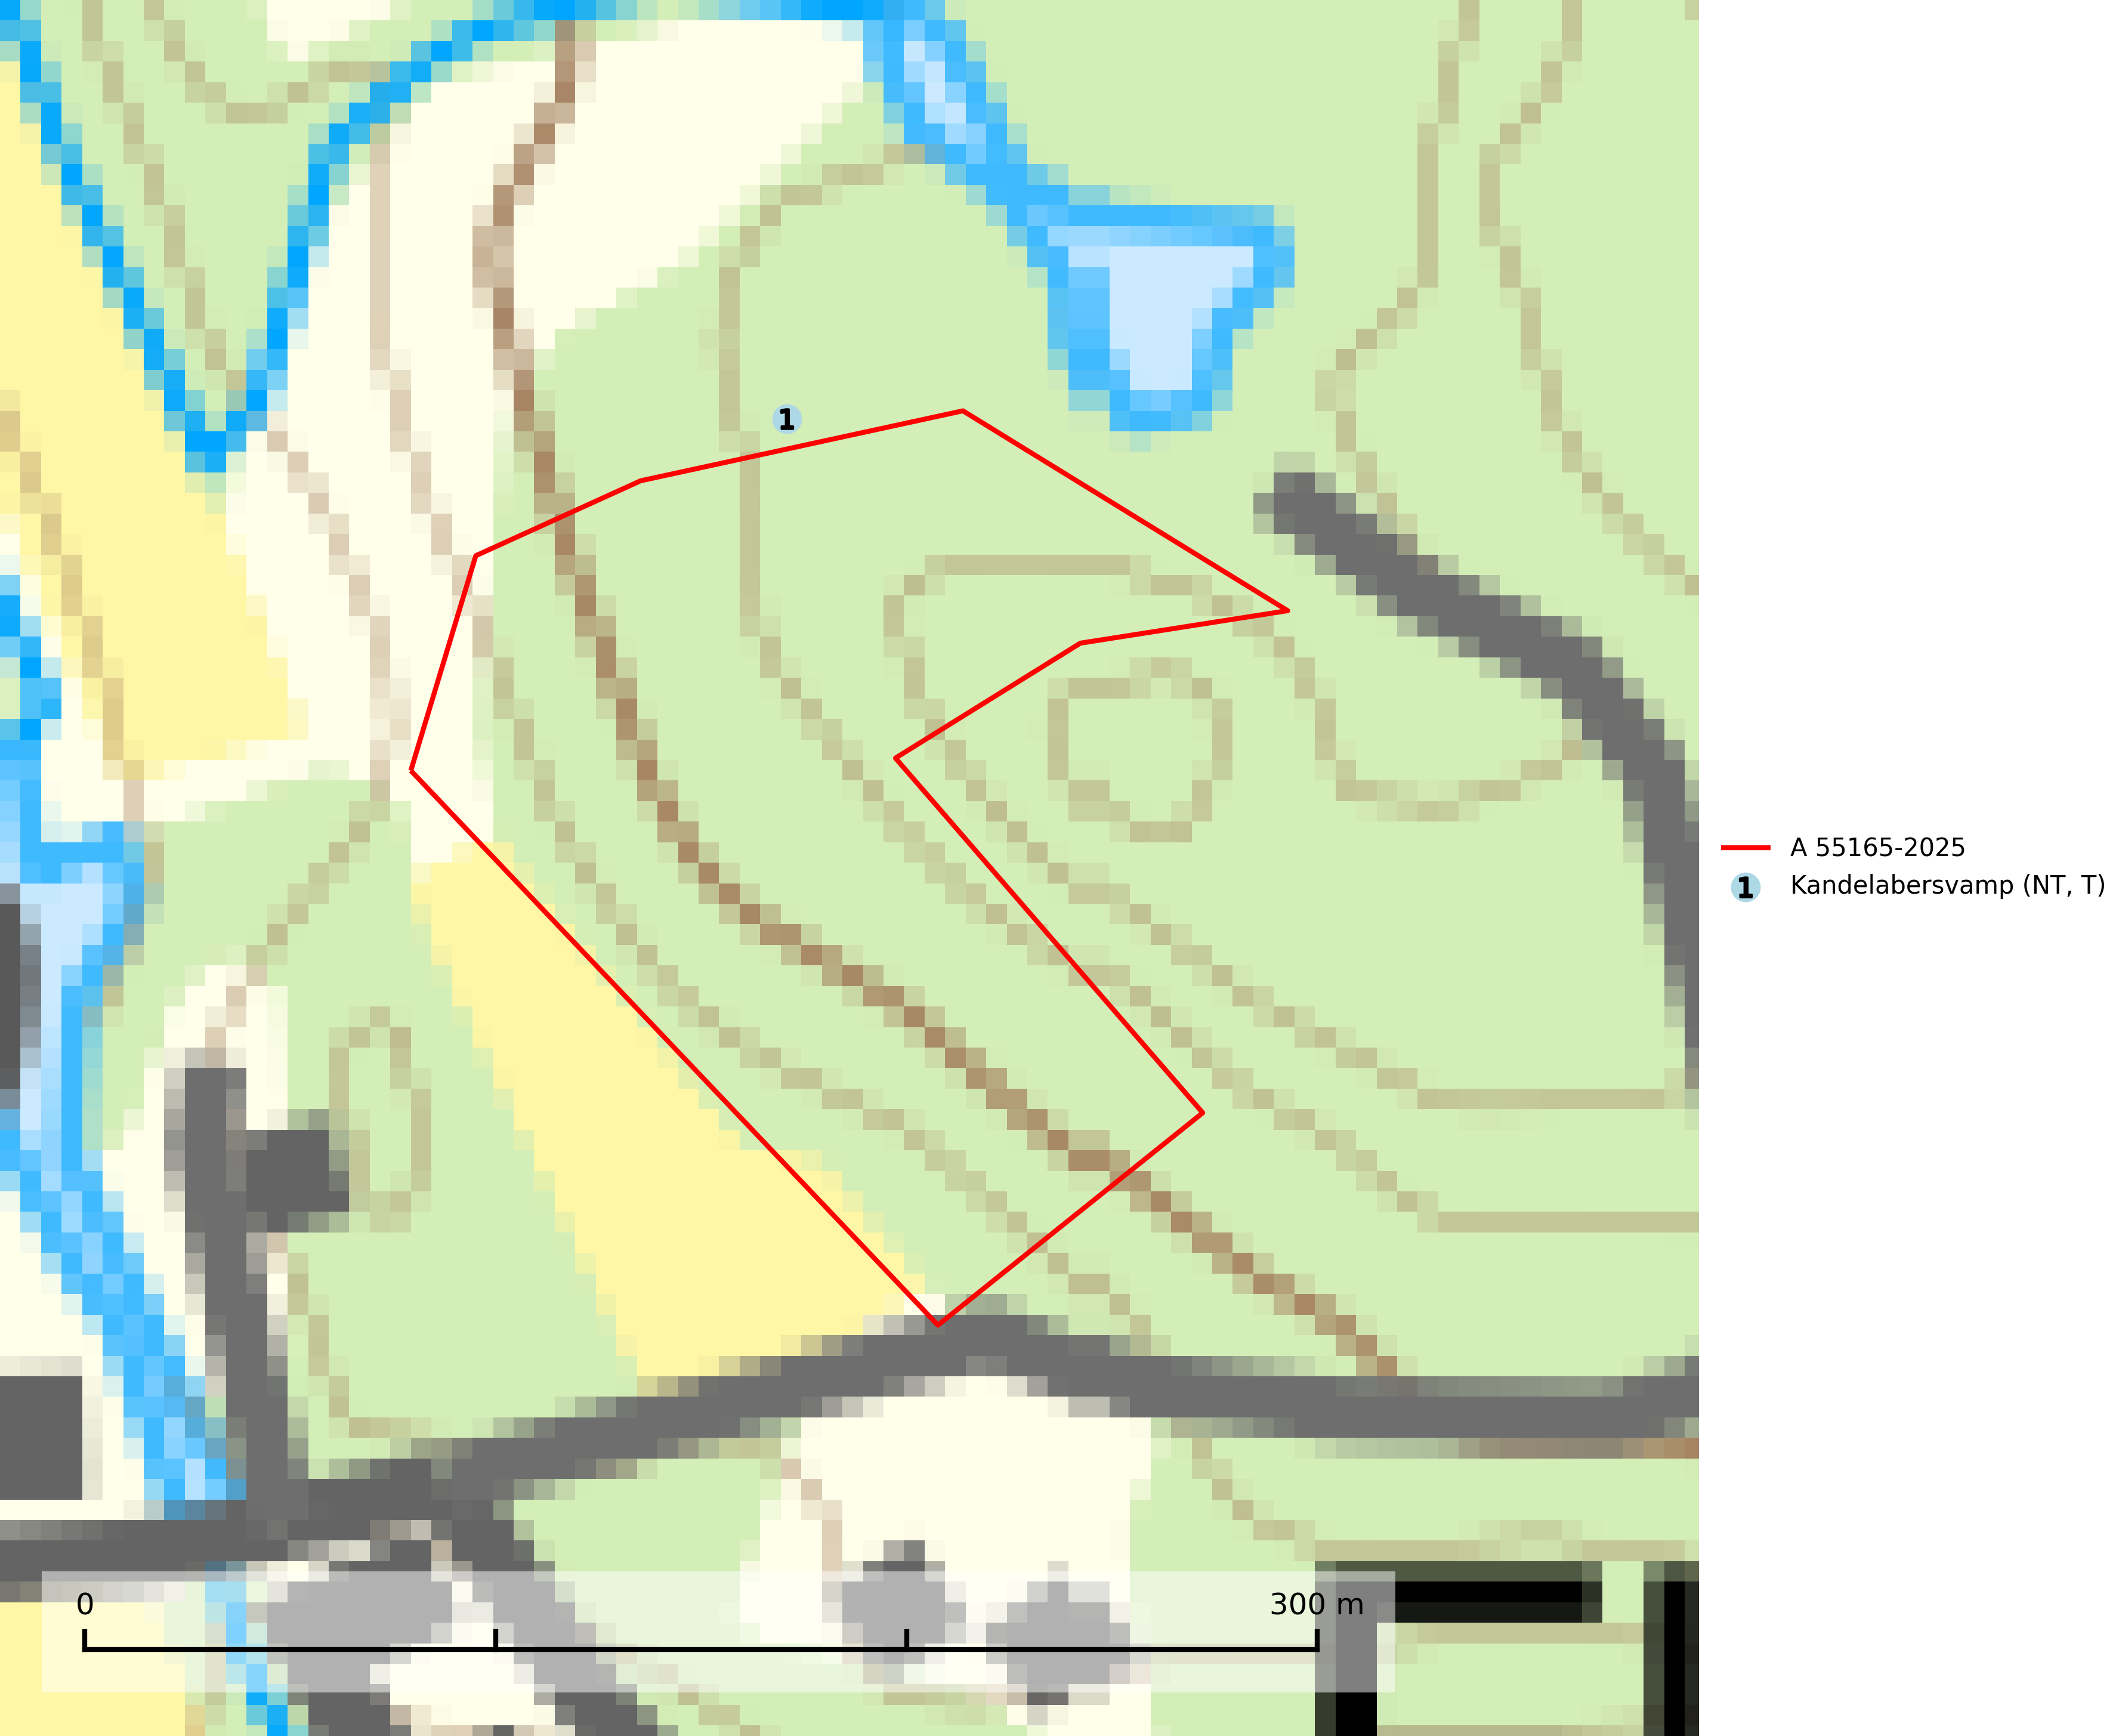 1
A 55165-2025
1 Kandelabersvamp (NT, T)
0 300 m